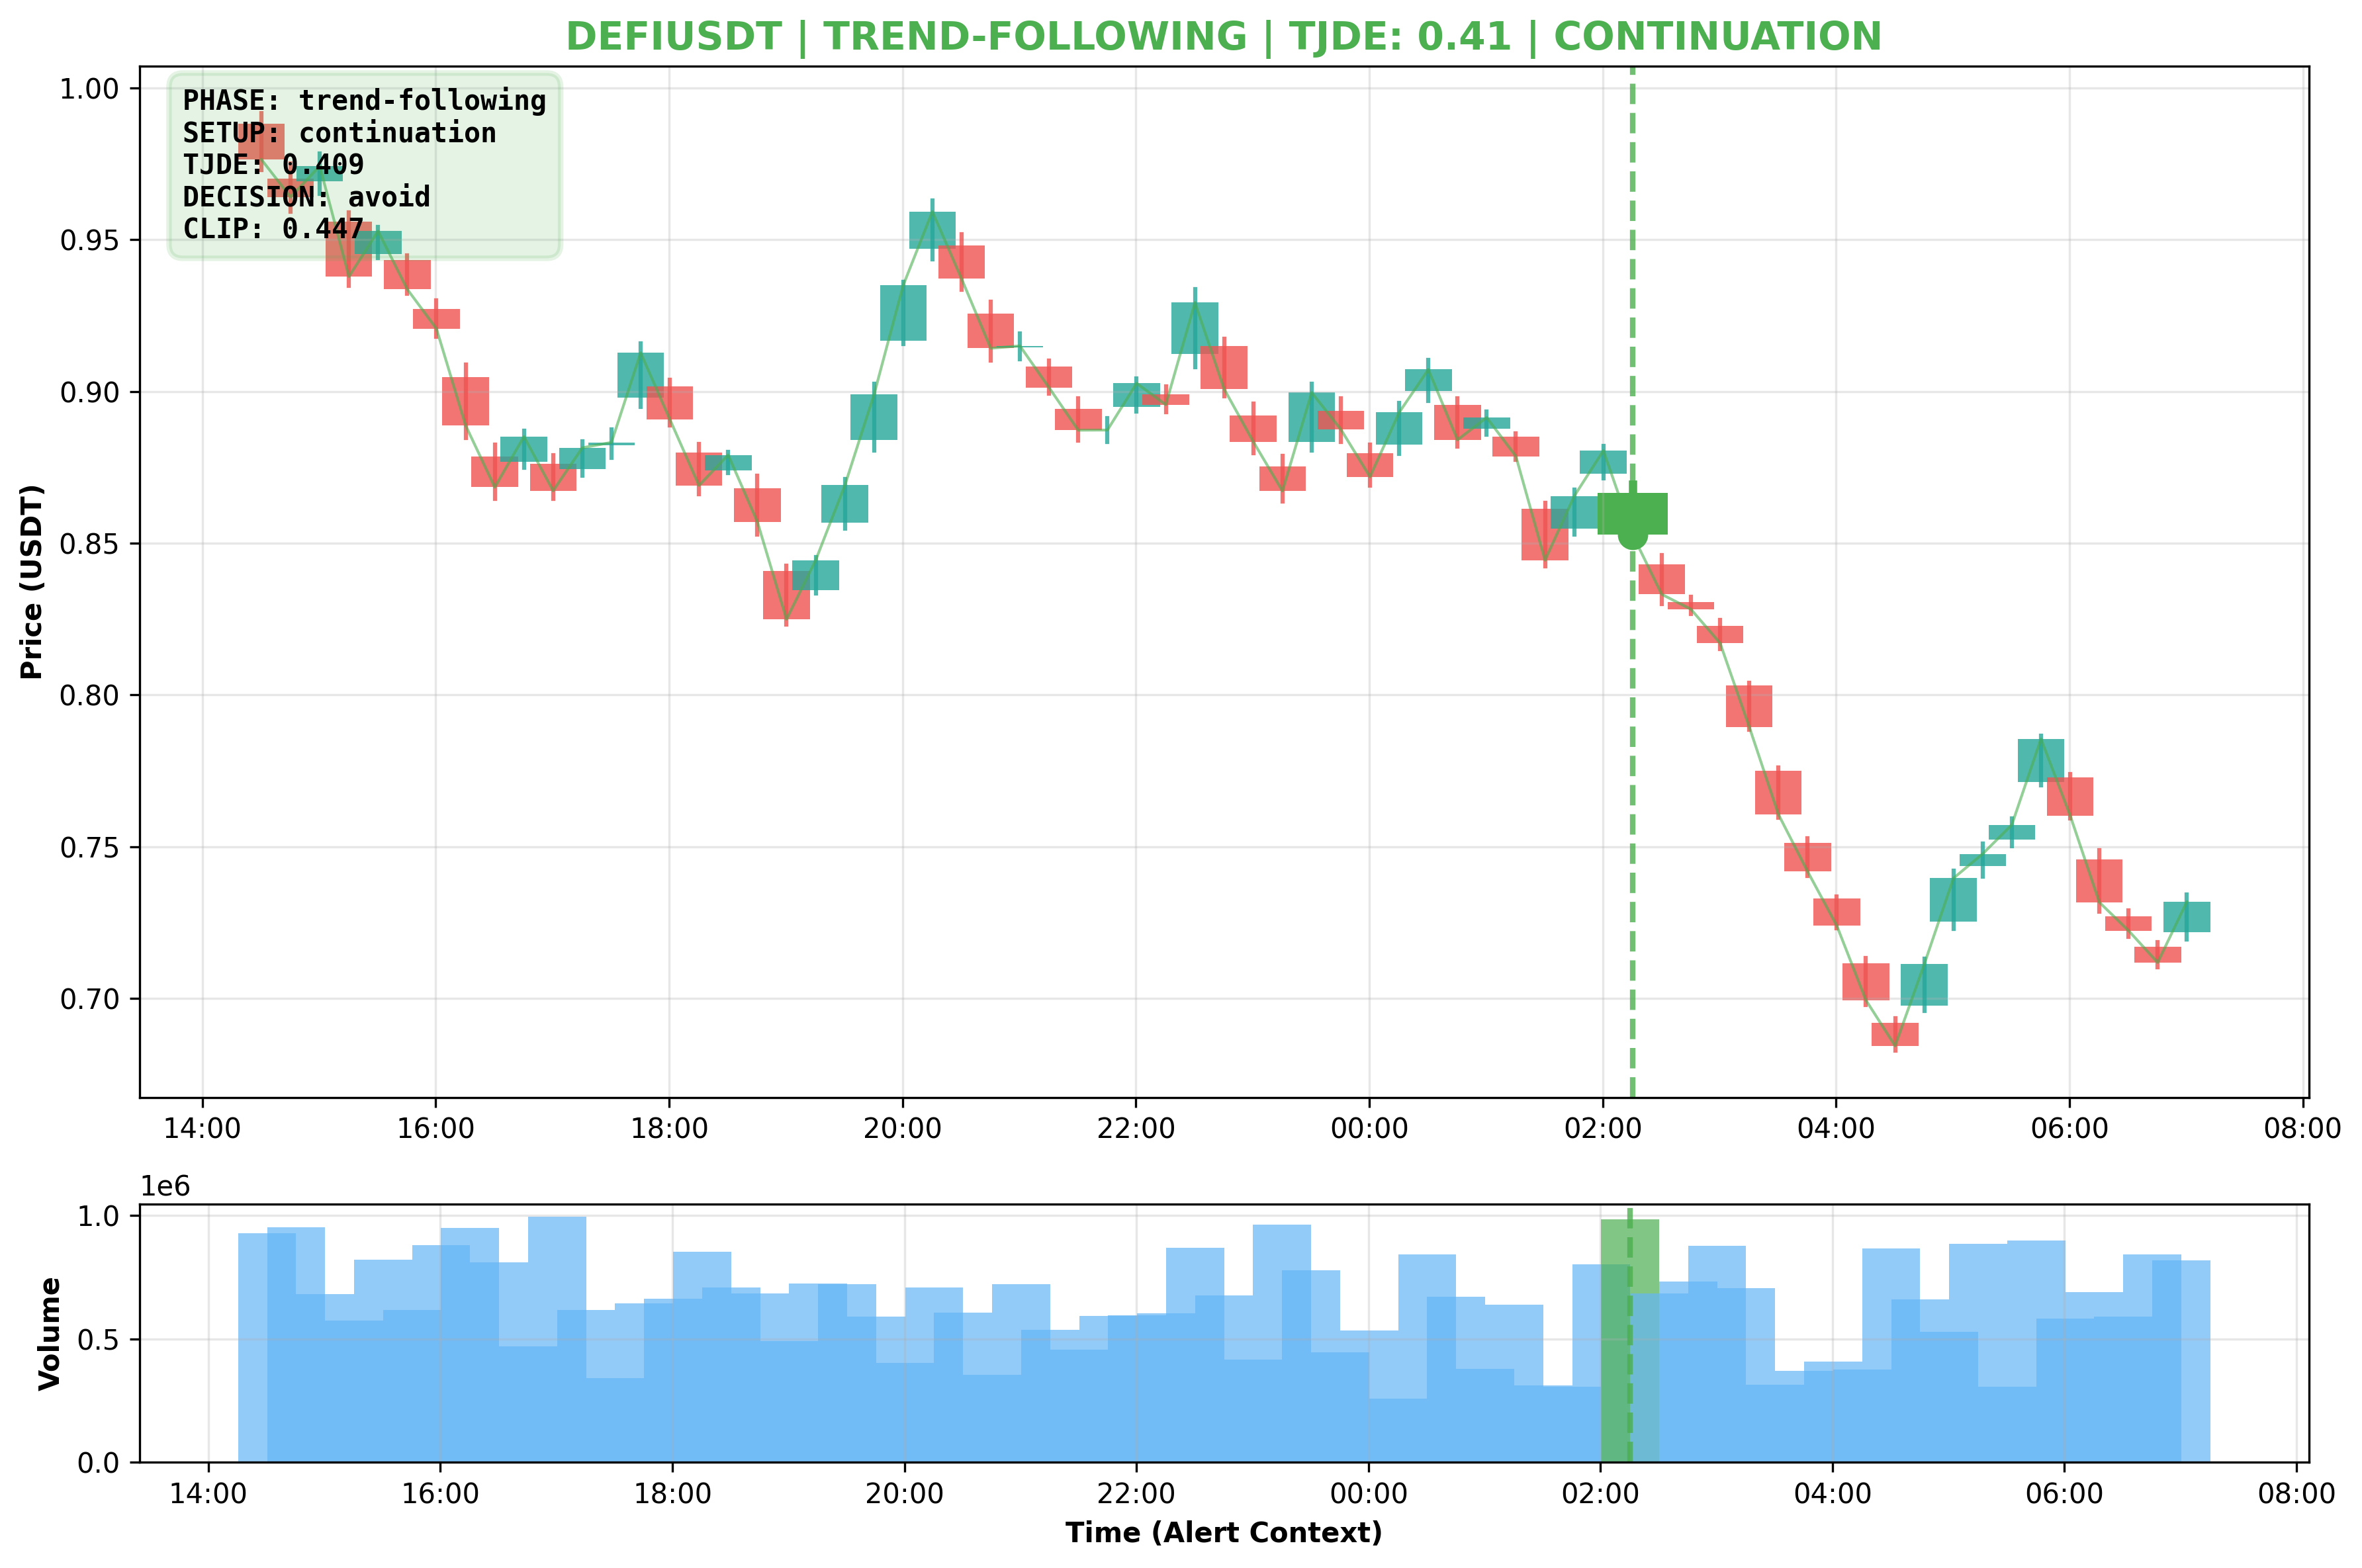 DEFIUSDT | TREND-FOLLOWING | TJDE: 0.41 | CONTINUATION
PHASE: trend-following
SETUP: continuation
TJDE: 0.409
DECISION: avoid
CLIP: 0.447
Price (USDT)
1.00
0.95
0.90
0.85
0.80
0.75
0.70
14:00 16:00 18:00 20:00 22:00 00:00 02:00 04:00 06:00 08:00
1e6
Volume
1.0
0.5
0.0
14:00 16:00 18:00 20:00 22:00 00:00 02:00 04:00 06:00 08:00
Time (Alert Context)